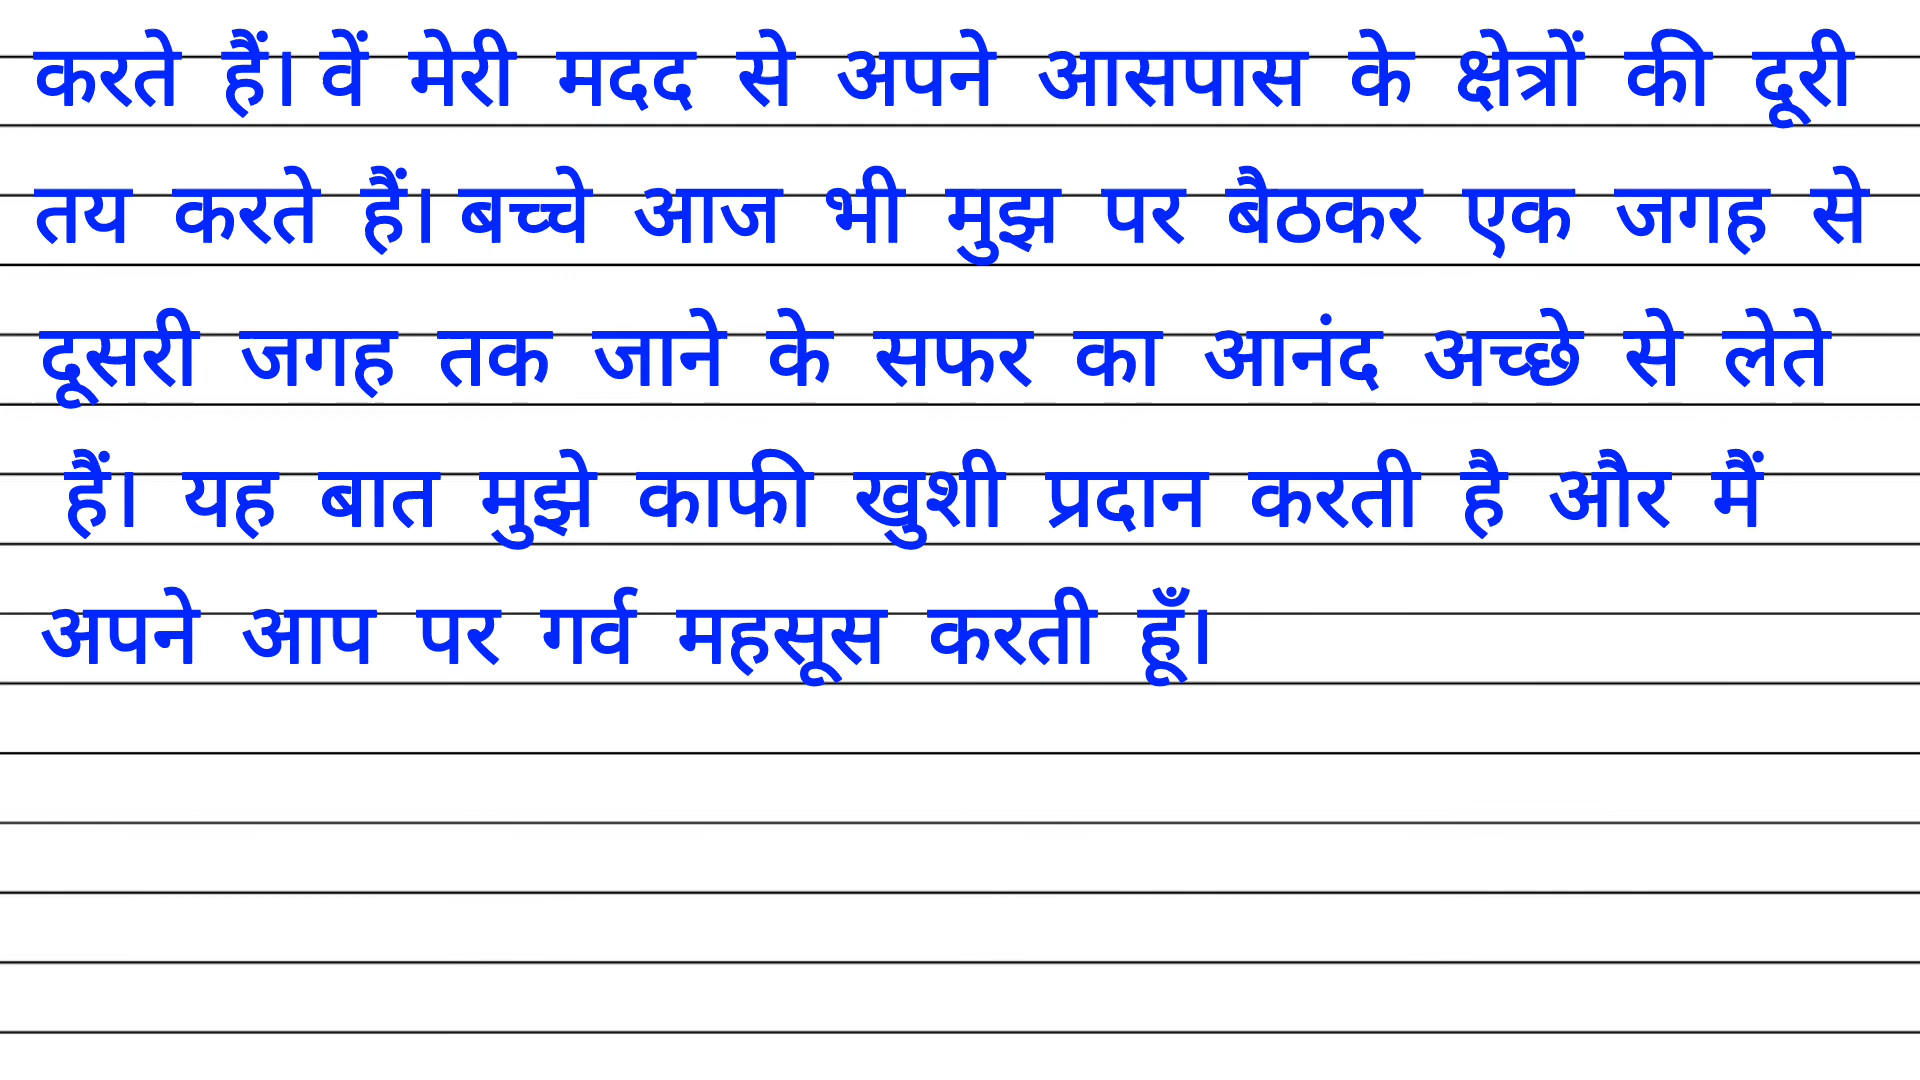 करते हैं। वें मेरी मदद से अपने आसपास के क्षेत्रों की दूरी
तय करते हैं। बच्चे आज भी मुझ पर बैठकर एक जगह से
दूसरी जगह तक जाने के सफर का आनंद अच्छे से लेते
हैं। यह बात मुझे काफी खुशी प्रदान करती है और मैं
अपने आप पर गर्व महसूस करती हूँ।